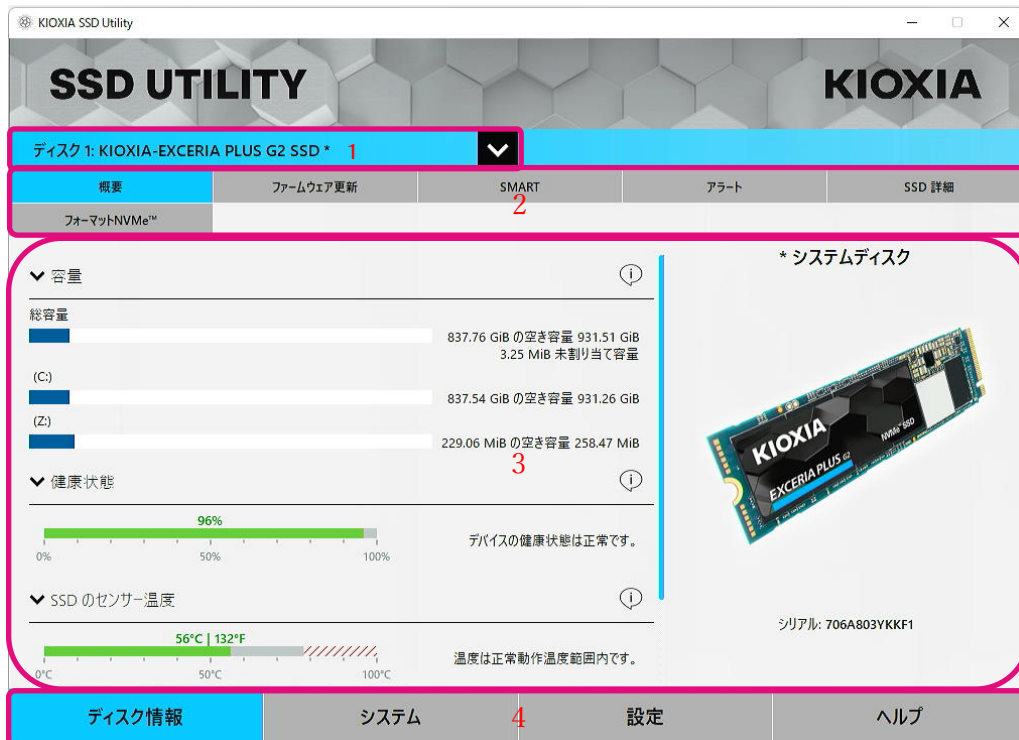 KIOXIA SSD Utility
SSD UTILITY
KIOXIA
ディスク 1: KIOXIA-EXCERIA PLUS G2 SSD *
1
概要
ファームウェア更新
SMART
アラート
SSD 詳細
2
フォーマットNVMe™
容量
* システムディスク
総容量
837.76 GiB の空き容量 931.51 GiB
3.25 MiB 未割り当て容量
(C:)
837.54 GiB の空き容量 931.26 GiB
(Z:)
229.06 MiB の空き容量 258.47 MiB
3
健康状態
96%
デバイスの健康状態は正常です。
0% 50% 100%
SSD のセンサー温度
56°C | 132°F
温度は正常動作温度範囲内です。
0°C 50°C 100°C
KIOXIA
NVMe™ SSD
EXCERIA PLUS G2
シリアル: 706A803YKKF1
ディスク情報
システム
4
設定
ヘルプ